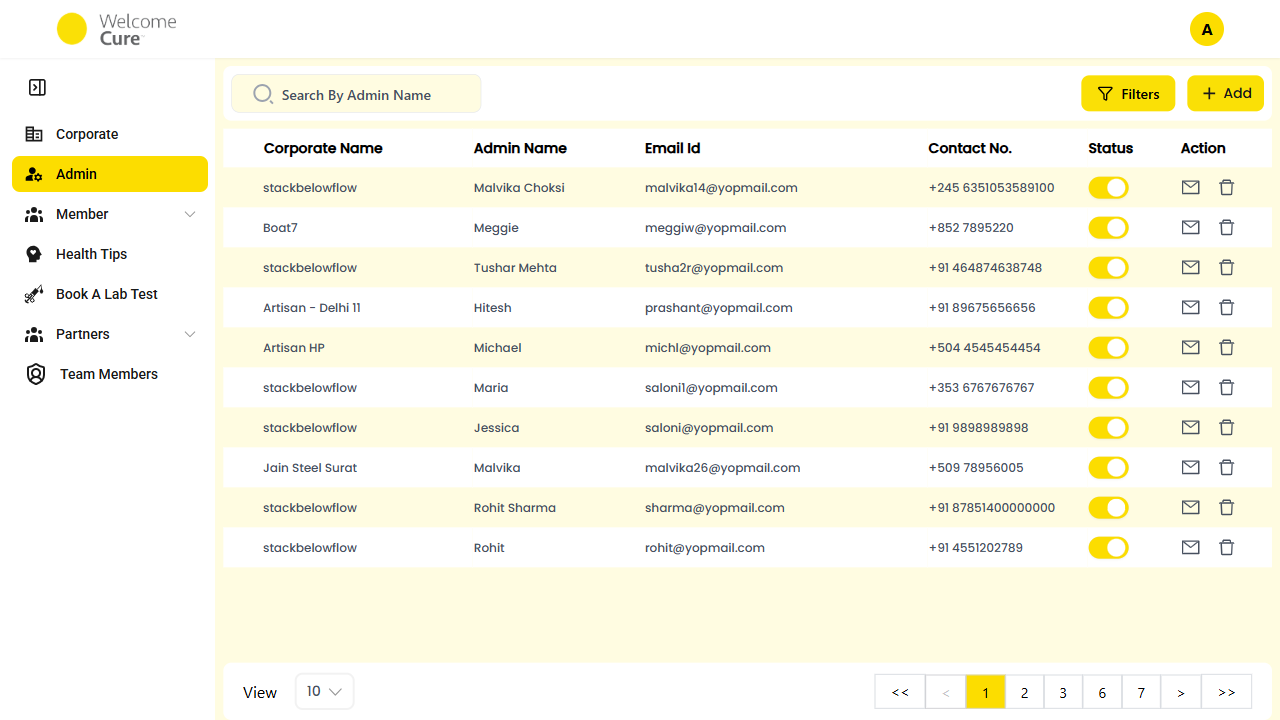 Welcome
Cure
A
Search By Admin Name
Filters
Add
Corporate
Admin
Member
Health Tips
Book A Lab Test
Partners
Team Members
Corporate Name Admin Name Email Id Contact No. Status Action
stackbelowflow Malvika Choksi malvika14@yopmail.com +245 6351053589100
Boat7 Meggie meggiw@yopmail.com +852 7895220
stackbelowflow Tushar Mehta tusha2r@yopmail.com +91 464874638748
Artisan - Delhi 11 Hitesh prashant@yopmail.com +91 89675656656
Artisan HP Michael michl@yopmail.com +504 4545454454
stackbelowflow Maria saloni1@yopmail.com +353 6767676767
stackbelowflow Jessica saloni@yopmail.com +91 9898989898
Jain Steel Surat Malvika malvika26@yopmail.com +509 78956005
stackbelowflow Rohit Sharma sharma@yopmail.com +91 87851400000000
stackbelowflow Rohit rohit@yopmail.com +91 4551202789
View 10 << < 1 2 3 6 7 > >>